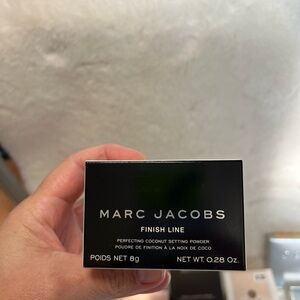 MARC JACOBS
FINISH LINE
PERFECTING COCONUT SETTING POWDER
POUDRE DE FINITION À LA NOIX DE COCO
POIDS NET 8g NET WT. 0.28 Oz.